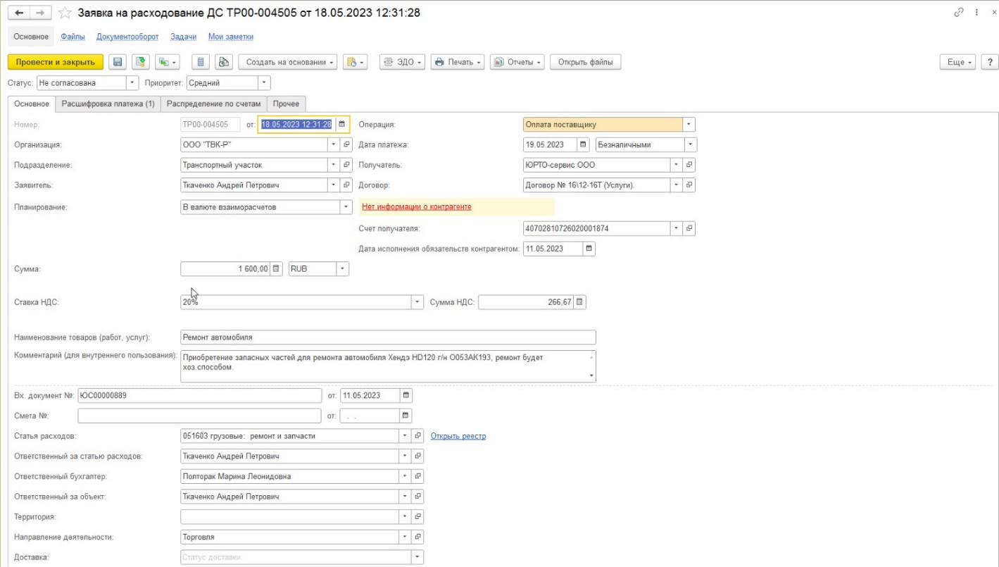 Заявка на расходование ДС ТР00-004505 от 18.05.2023 12:31:28
Основное Файлы Документооборот Задачи Мои заметки
Провести и закрыть Создать на основании ЭДО Печать Отчеты Открыть файлы Еще ?
Статус: Не согласована Приоритет: Средний
Основное Расшифровка платежа (1) Распределение по счетам Прочее
Номер: ТР00-004505 от: 18.05.2023 12:31:28 Операция: Оплата поставщику
Организация: ООО "ТВК-Р" Дата платежа: 19.05.2023 Безналичными
Подразделение: Транспортный участок Получатель: ЮРТО-сервис ООО
Заявитель: Ткаченко Андрей Петрович Договор: Договор № 16\12-16Т (Услуги).
Планирование: В валюте взаиморасчетов Нет информации о контрагенте
Счет получателя: 40702810726020001874
Дата исполнения обязательств контрагентом: 11.05.2023
Сумма: 1 600,00 RUB
Ставка НДС: 20% Сумма НДС: 266,67
Наименование товаров (работ, услуг): Ремонт автомобиля
Комментарий (для внутреннего пользования): Приобретение запасных частей для ремонта автомобиля Хендэ HD120 г/н О053АК193, ремонт будет
хоз.способом.
Вх. документ №: ЮС00000889 от: 11.05.2023
Смета №: от: . .
Статья расходов: 051603 грузовые: ремонт и запчасти Открыть реестр
Ответственный за статью расходов: Ткаченко Андрей Петрович
Ответственный бухгалтер: Полторак Марина Леонидовна
Ответственный за объект: Ткаченко Андрей Петрович
Территория:
Направление деятельности: Торговля
Доставка: Статус доставки